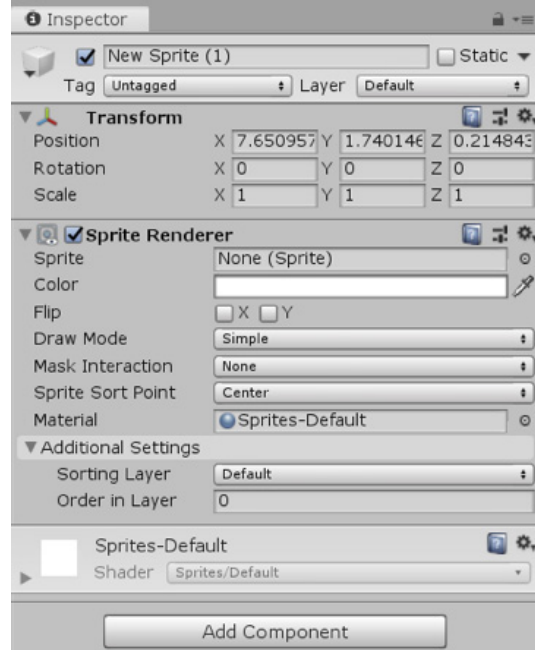 Inspector
New Sprite (1) Static
Tag Untagged Layer Default
Transform
Position X 7.650957 Y 1.740146 Z 0.214843
Rotation X 0 Y 0 Z 0
Scale X 1 Y 1 Z 1
Sprite Renderer
Sprite None (Sprite)
Color
Flip X Y
Draw Mode Simple
Mask Interaction None
Sprite Sort Point Center
Material Sprites-Default
Additional Settings
Sorting Layer Default
Order in Layer 0
Sprites-Default
Shader Sprites/Default
Add Component